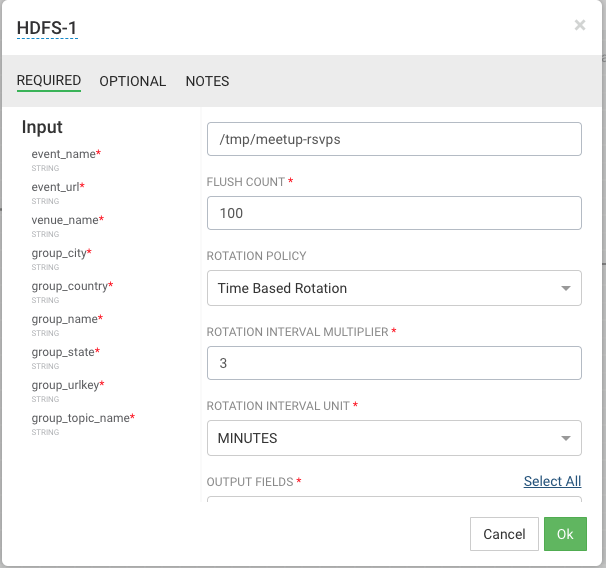 HDFS-1
×
REQUIRED OPTIONAL NOTES
Input
event_name*
STRING
event_url*
STRING
venue_name*
STRING
group_city*
STRING
group_country*
STRING
group_name*
STRING
group_state*
STRING
group_urlkey*
STRING
group_topic_name*
STRING
/tmp/meetup-rsvps
FLUSH COUNT *
100
ROTATION POLICY
Time Based Rotation
ROTATION INTERVAL MULTIPLIER *
3
ROTATION INTERVAL UNIT *
MINUTES
OUTPUT FIELDS * Select All
Cancel Ok